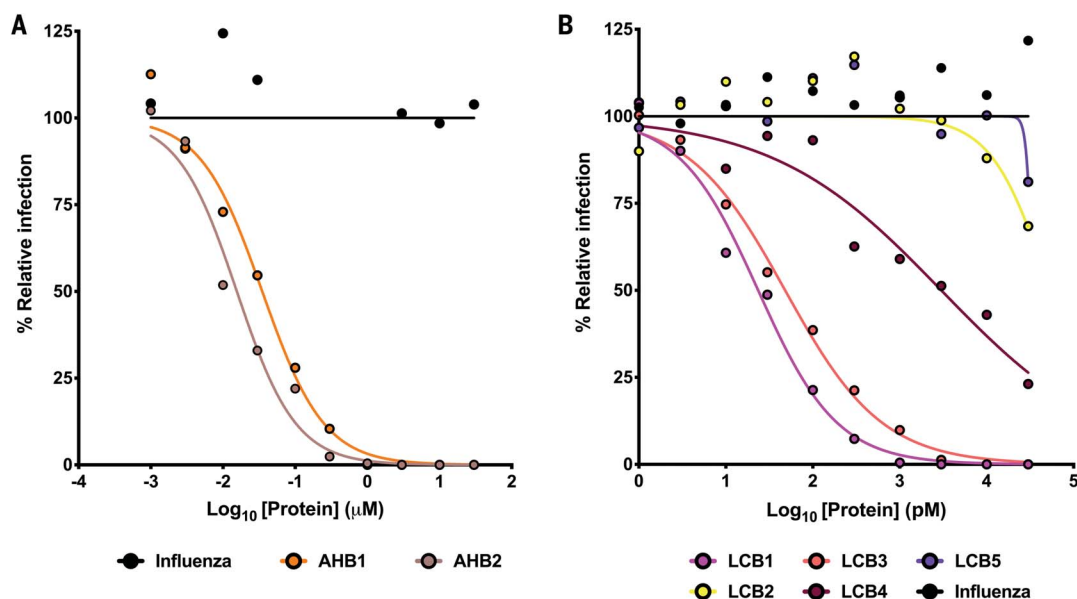 A
% Relative infection
125
100
75
50
25
0
-4
-3
-2
-1
0
1
2
Log10 [Protein] (μM)
Influenza
AHB1
AHB2
B
% Relative infection
125
100
75
50
25
0
0
1
2
3
4
5
Log10 [Protein] (pM)
LCB1
LCB3
LCB5
LCB2
LCB4
Influenza